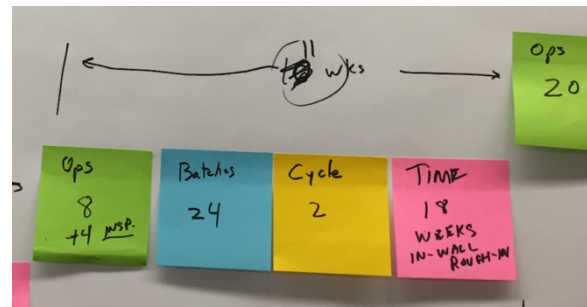 11
wks
Ops
20
Ops
8
+4 INSP.
Batches
24
Cycle
2
TIME
18
WEEKS
IN-WALL
ROUGH-IN